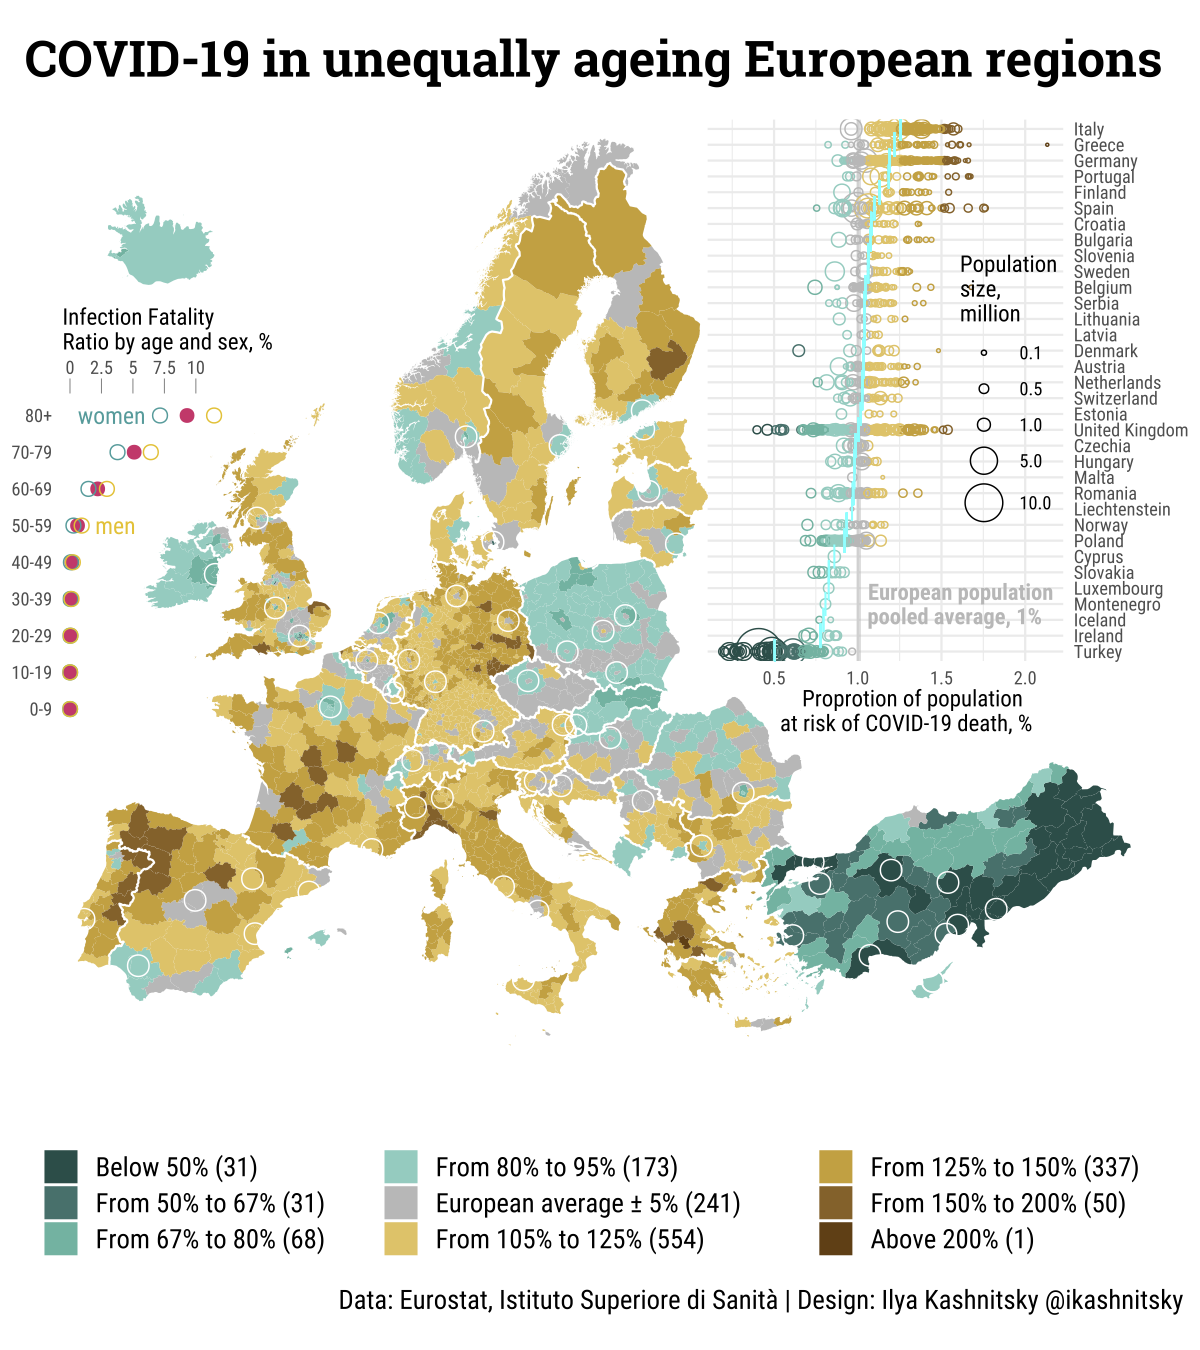 COVID-19 in unequally ageing European regions
Infection Fatality
Ratio by age and sex, %
0 2.5 5 7.5 10
80+
women
70-79
60-69
50-59
men
40-49
30-39
20-29
10-19
0-9
Italy
Greece
Germany
Portugal
Finland
Spain
Croatia
Bulgaria
Slovenia
Sweden
Belgium
Serbia
Lithuania
Latvia
Denmark
Austria
Netherlands
Switzerland
Estonia
United Kingdom
Czechia
Hungary
Malta
Romania
Liechtenstein
Norway
Poland
Cyprus
Slovakia
Luxembourg
Montenegro
Iceland
Ireland
Turkey
Population
size,
million
0.1
0.5
1.0
5.0
10.0
European population
pooled average, 1%
0.5 1.0 1.5 2.0
Proprotion of population
at risk of COVID-19 death, %
Below 50% (31)
From 50% to 67% (31)
From 67% to 80% (68)
From 80% to 95% (173)
European average ± 5% (241)
From 105% to 125% (554)
From 125% to 150% (337)
From 150% to 200% (50)
Above 200% (1)
Data: Eurostat, Istituto Superiore di Sanità | Design: Ilya Kashnitsky @ikashnitsky